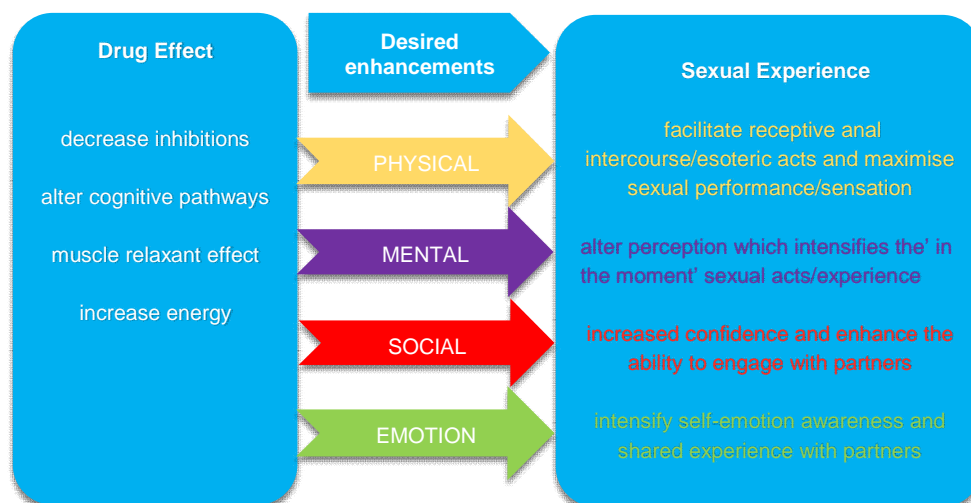 Drug Effect
decrease inhibitions
alter cognitive pathways
muscle relaxant effect
increase energy
Desired
enhancements
PHYSICAL
MENTAL
SOCIAL
EMOTION
Sexual Experience
facilitate receptive anal
intercourse/esoteric acts and maximise
sexual performance/sensation
alter perception which intensifies the’ in
the moment’ sexual acts/experience
increased confidence and enhance the
ability to engage with partners
intensify self-emotion awareness and
shared experience with partners